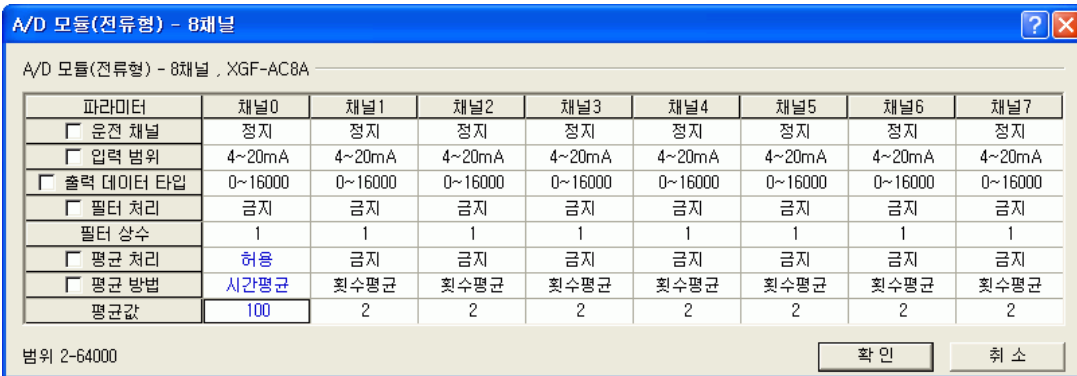 A/D 모듈(전류형) - 8채널
A/D 모듈(전류형) - 8채널 , XGF-AC8A
파라미터 채널0 채널1 채널2 채널3 채널4 채널5 채널6 채널7
운전 채널 정지 정지 정지 정지 정지 정지 정지 정지
입력 범위 4~20mA 4~20mA 4~20mA 4~20mA 4~20mA 4~20mA 4~20mA 4~20mA
출력 데이터 타입 0~16000 0~16000 0~16000 0~16000 0~16000 0~16000 0~16000 0~16000
필터 처리 금지 금지 금지 금지 금지 금지 금지 금지
필터 상수 1 1 1 1 1 1 1 1
평균 처리 허용 금지 금지 금지 금지 금지 금지 금지
평균 방법 시간평균 횟수평균 횟수평균 횟수평균 횟수평균 횟수평균 횟수평균 횟수평균
평균값 100 2 2 2 2 2 2 2
범위 2-64000 확인 취소